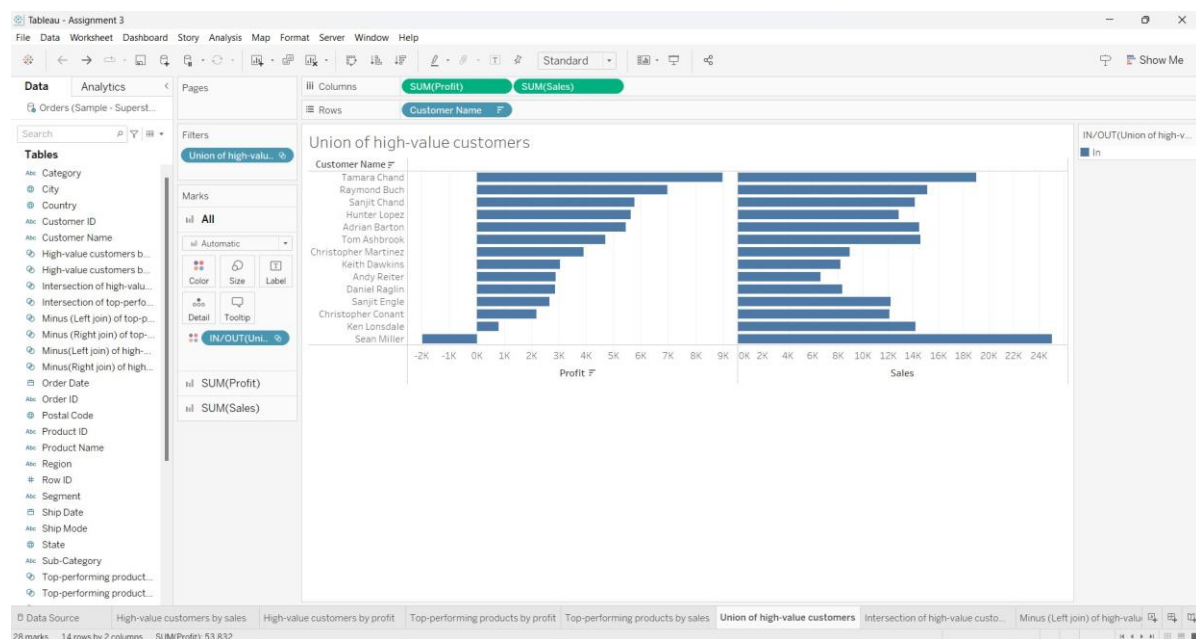 Tableau - Assignment 3
File Data Worksheet Dashboard Story Analysis Map Format Server Window Help
Standard
Show Me
Data Analytics
Orders (Sample - Superst...
Search
Tables
Abc Category
City
Country
Abc Customer ID
Abc Customer Name
High-value customers b...
High-value customers b...
Intersection of high-valu...
Intersection of top-perfo...
Minus (Left join) of top-p...
Minus (Right join) of top-...
Minus(Left join) of high-...
Minus(Right join) of high...
Order Date
Abc Order ID
Postal Code
Abc Product ID
Abc Product Name
Abc Region
# Row ID
Abc Segment
Ship Date
Abc Ship Mode
State
Abc Sub-Category
Top-performing product...
Top-performing product...
Pages
Filters
Union of high-valu..
Marks
All
Automatic
Color Size Label
Detail Tooltip
IN/OUT(Uni..
SUM(Profit)
SUM(Sales)
Columns SUM(Profit) SUM(Sales)
Rows Customer Name
Union of high-value customers
Customer Name
Tamara Chand
Raymond Buch
Sanjit Chand
Hunter Lopez
Adrian Barton
Tom Ashbrook
Christopher Martinez
Keith Dawkins
Andy Reiter
Daniel Raglin
Sanjit Engle
Christopher Conant
Ken Lonsdale
Sean Miller
-2K -1K 0K 1K 2K 3K 4K 5K 6K 7K 8K 9K 0K 2K 4K 6K 8K 10K 12K 14K 16K 18K 20K 22K 24K
Profit Sales
IN/OUT(Union of high-v...
In
Data Source High-value customers by sales High-value customers by profit Top-performing products by profit Top-performing products by sales Union of high-value customers Intersection of high-value custo... Minus (Left join) of high-valu
28 marks 14 rows by 2 columns SUM(Profit): 53,832